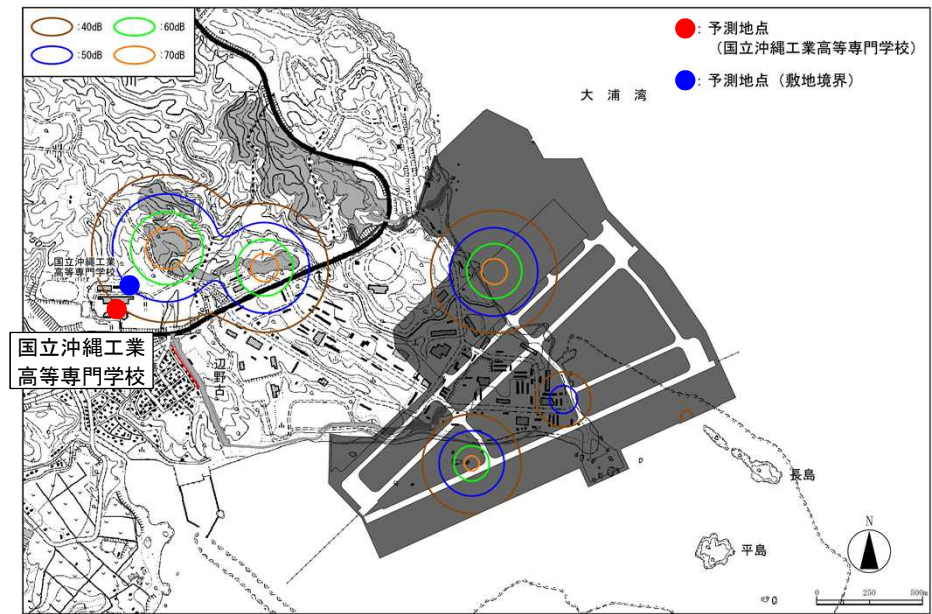 :40dB
:60dB
:50dB
:70dB
: 予測地点
(国立沖縄工業高等専門学校)
: 予測地点(敷地境界)
大浦湾
国立沖縄工業
高等専門学校
国立沖縄工業
高等専門学校
辺野古
長島
平島
N
0 250 500m